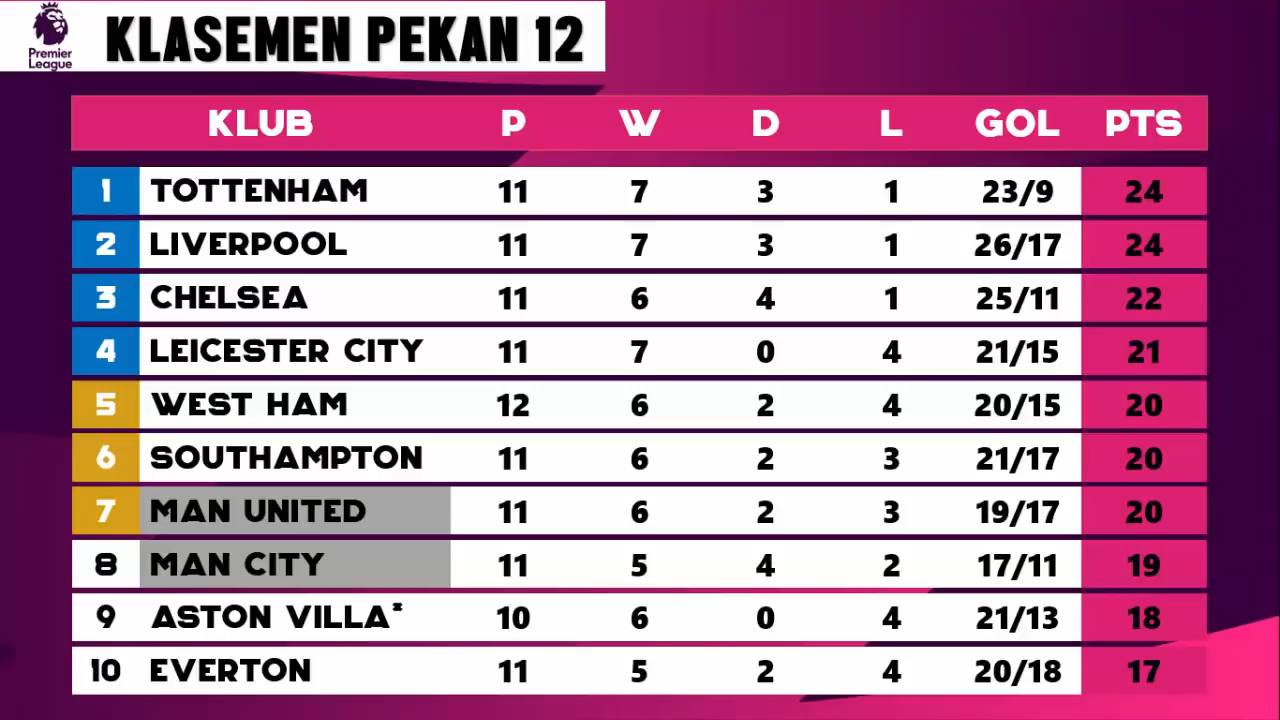 Premier
League
KLASEMEN PEKAN 12
KLUB P W D L GOL PTS
1 TOTTENHAM 11 7 3 1 23/9 24
2 LIVERPOOL 11 7 3 1 26/17 24
3 CHELSEA 11 6 4 1 25/11 22
4 LEICESTER CITY 11 7 0 4 21/15 21
5 WEST HAM 12 6 2 4 20/15 20
6 SOUTHAMPTON 11 6 2 3 21/17 20
7 MAN UNITED 11 6 2 3 19/17 20
8 MAN CITY 11 5 4 2 17/11 19
9 ASTON VILLA* 10 6 0 4 21/13 18
10 EVERTON 11 5 2 4 20/18 17